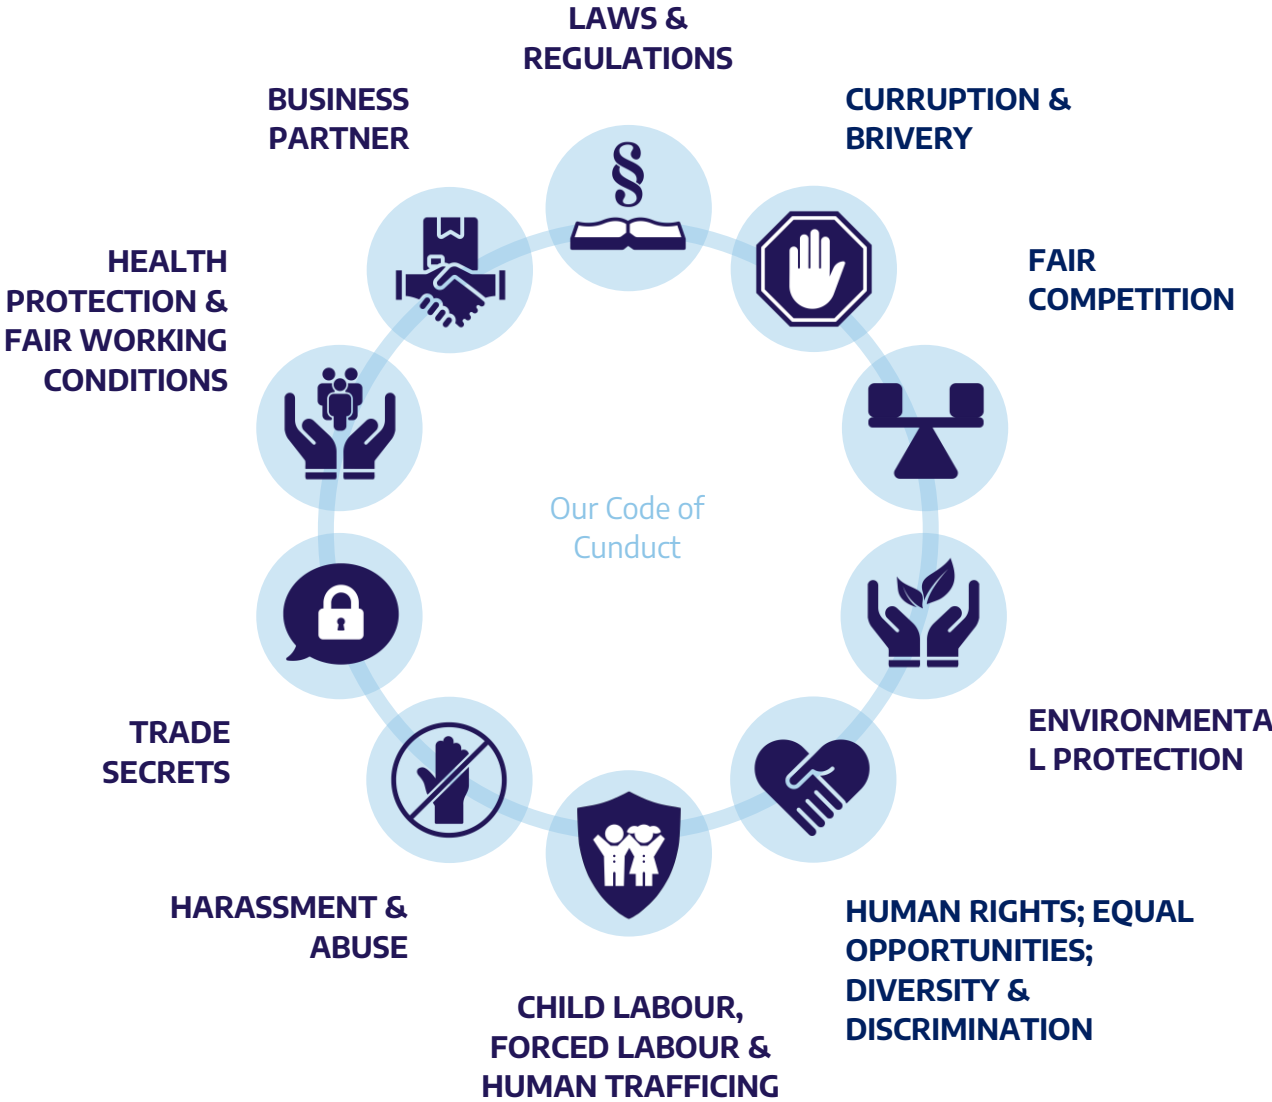 LAWS &
REGULATIONS
CURRUPTION &
BRIVERY
FAIR
COMPETITION
ENVIRONMENTA
L PROTECTION
HUMAN RIGHTS; EQUAL
OPPORTUNITIES;
DIVERSITY &
DISCRIMINATION
CHILD LABOUR,
FORCED LABOUR &
HUMAN TRAFFICING
HARASSMENT &
ABUSE
TRADE
SECRETS
HEALTH
PROTECTION &
FAIR WORKING
CONDITIONS
BUSINESS
PARTNER
§
Our Code of
Cunduct